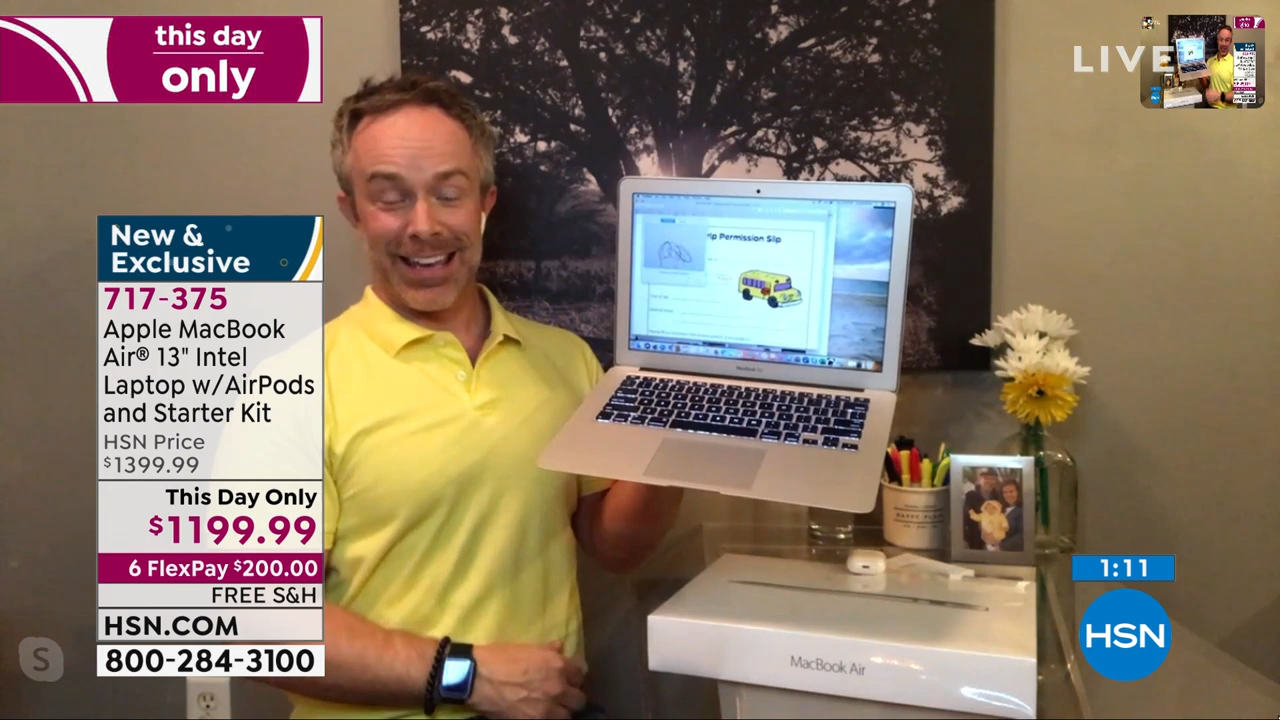 this day
only
LIVE
New &
Exclusive
717-375
Apple MacBook
Air® 13" Intel
Laptop w/AirPods
and Starter Kit
HSN Price
$1399.99
This Day Only
$1199.99
6 FlexPay $200.00
FREE S&H
HSN.COM
800-284-3100
S
Permission Slip
MacBook Air
MacBook Air
1:11
HSN